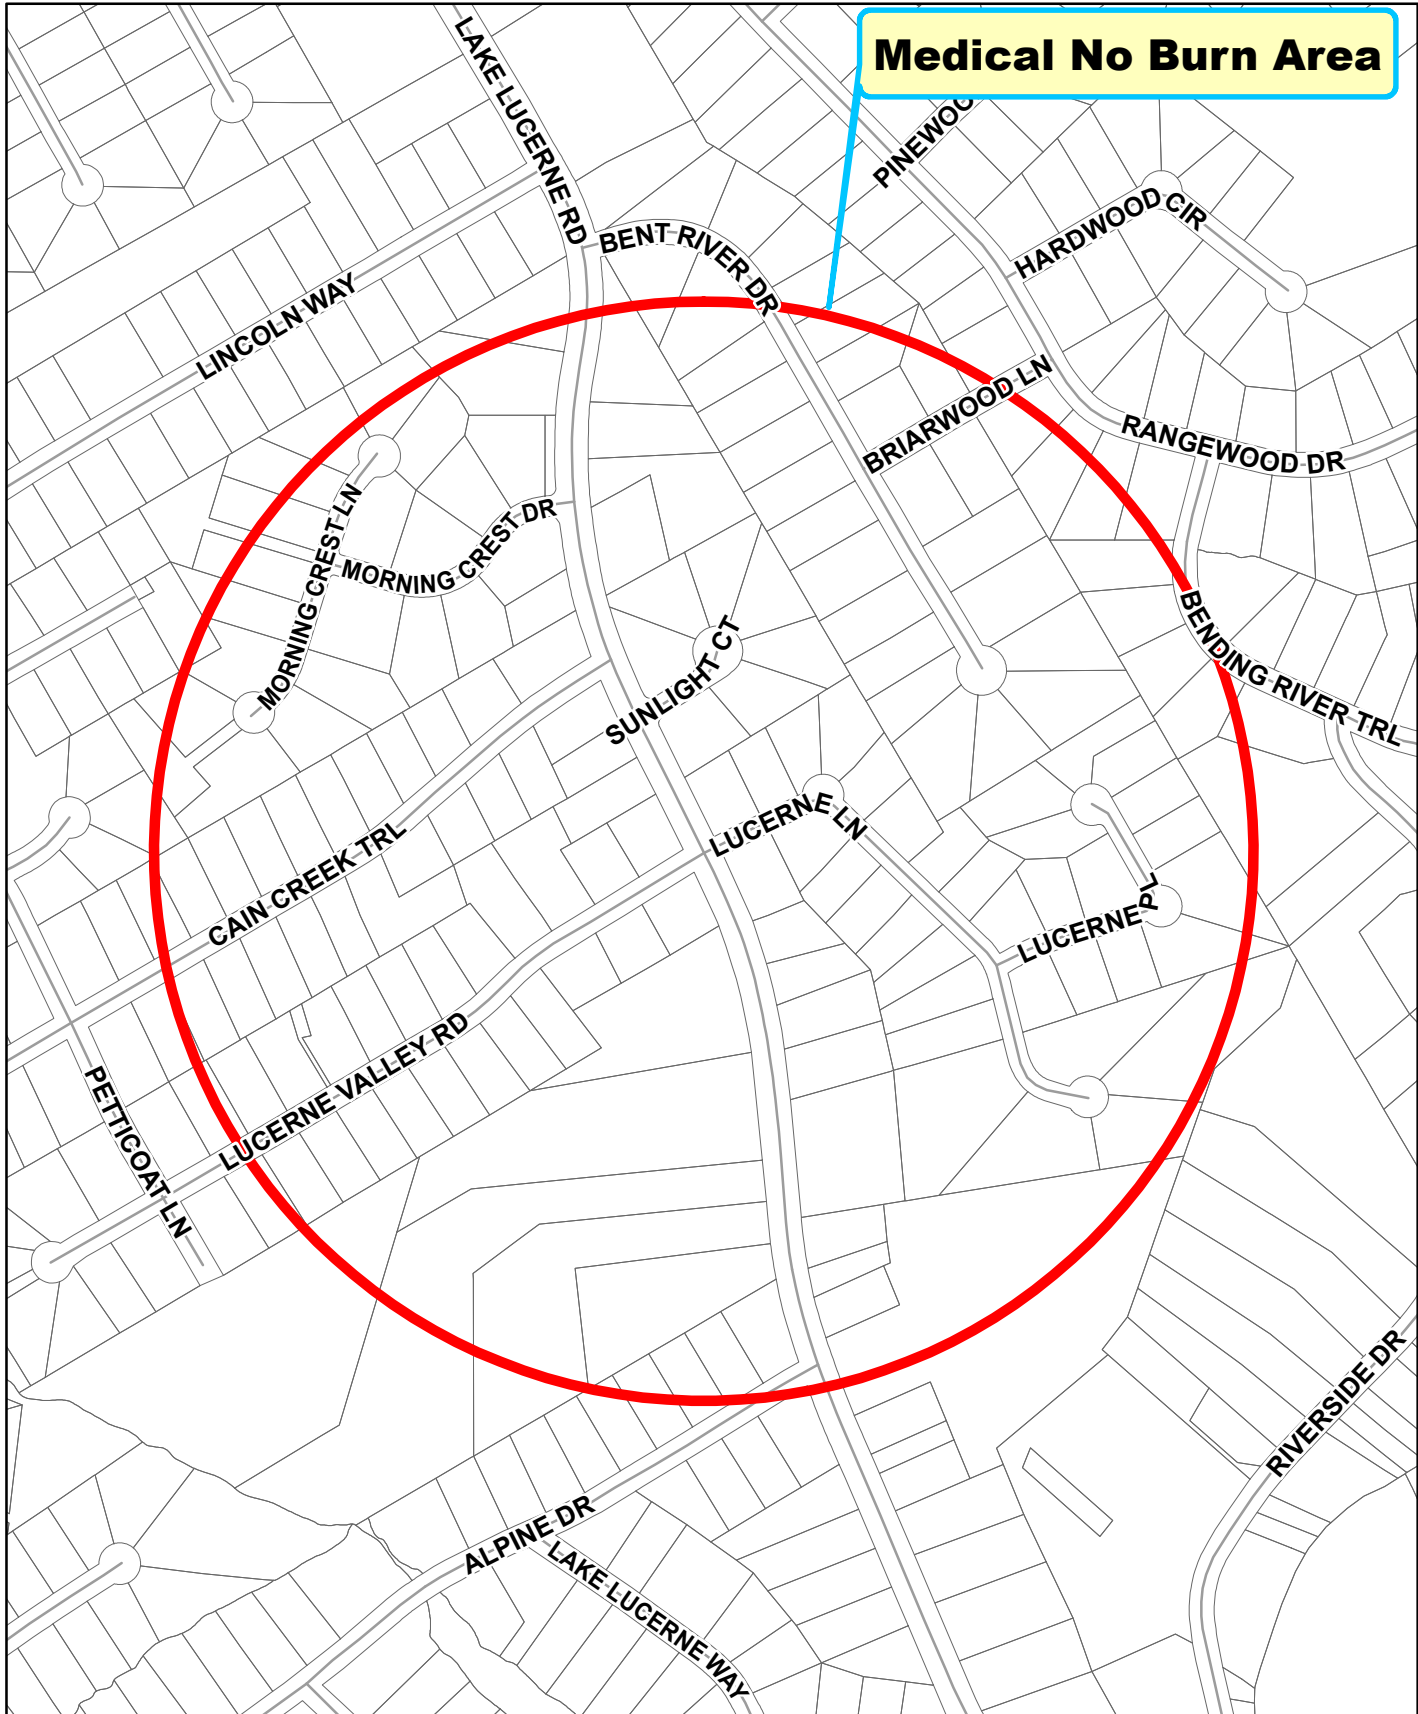 Medical No Burn Area
LAKE LUCERNE RD
PINEWOO
HARDWOOD CIR
BENT RIVER DR
LINCOLN WAY
BRIARWOOD LN
RANGEWOOD DR
MORNING CREST LN
MORNING CREST DR
BENDING RIVER TRL
SUNLIGHT CT
LUCERNE LN
CAIN CREEK TRL
LUCERNE PL
LUCERNE VALLEY RD
PETTICOAT LN
RIVERSIDE DR
ALPINE DR
LAKE LUCERNE WAY